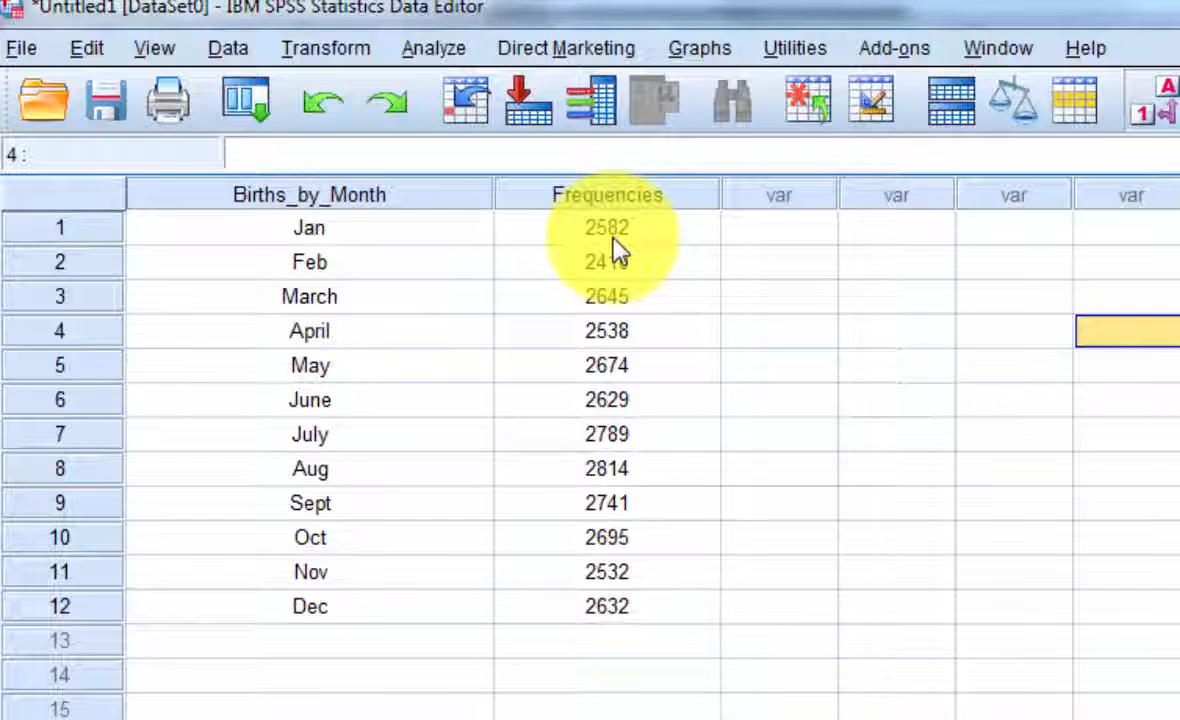 *Untitled1 [DataSet0] - IBM SPSS Statistics Data Editor
File Edit View Data Transform Analyze Direct Marketing Graphs Utilities Add-ons Window Help
A
1
4 :
Births_by_Month Frequencies var var var var
1 Jan 2582
2 Feb
3 March 2645
4 April 2538
5 May 2674
6 June 2629
7 July 2789
8 Aug 2814
9 Sept 2741
10 Oct 2695
11 Nov 2532
12 Dec 2632
13
14
15